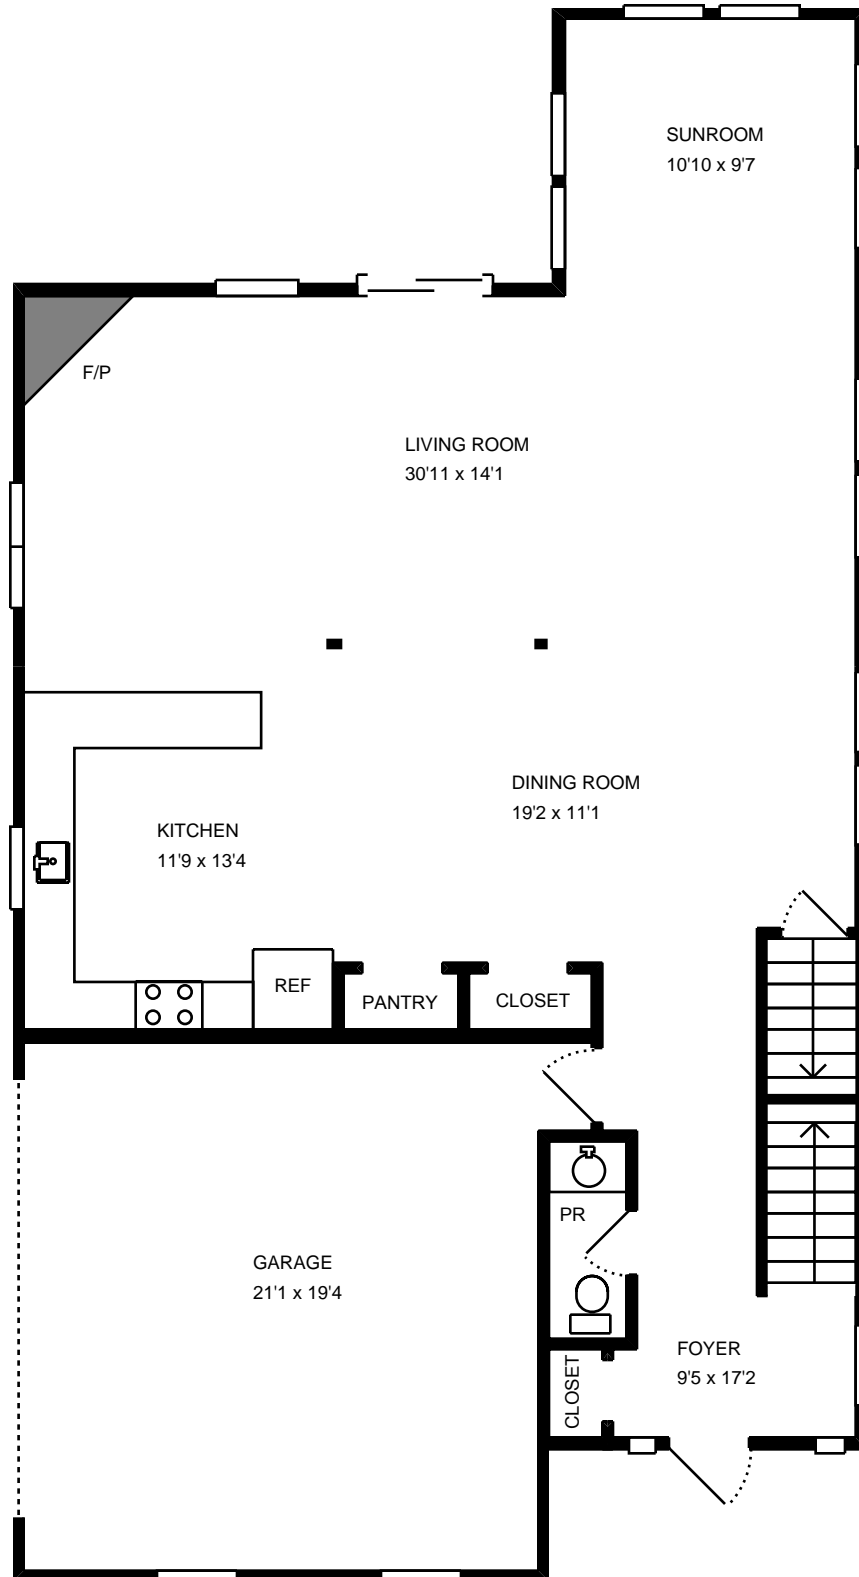 SUNROOM
10'10 x 9'7
F/P
LIVING ROOM
30'11 x 14'1
DINING ROOM
19'2 x 11'1
KITCHEN
11'9 x 13'4
REF
PANTRY
CLOSET
PR
GARAGE
21'1 x 19'4
FOYER
9'5 x 17'2
CLOSET